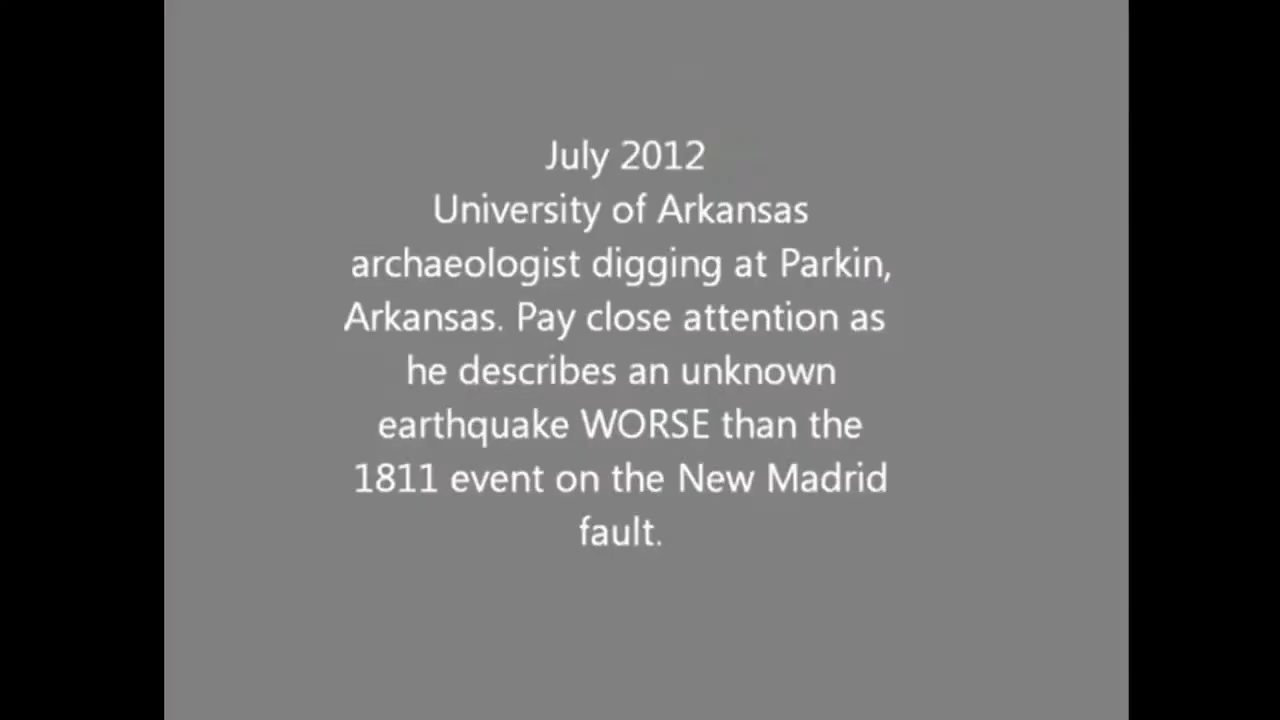 July 2012
University of Arkansas
archaeologist digging at Parkin,
Arkansas. Pay close attention as
he describes an unknown
earthquake WORSE than the
1811 event on the New Madrid
fault.